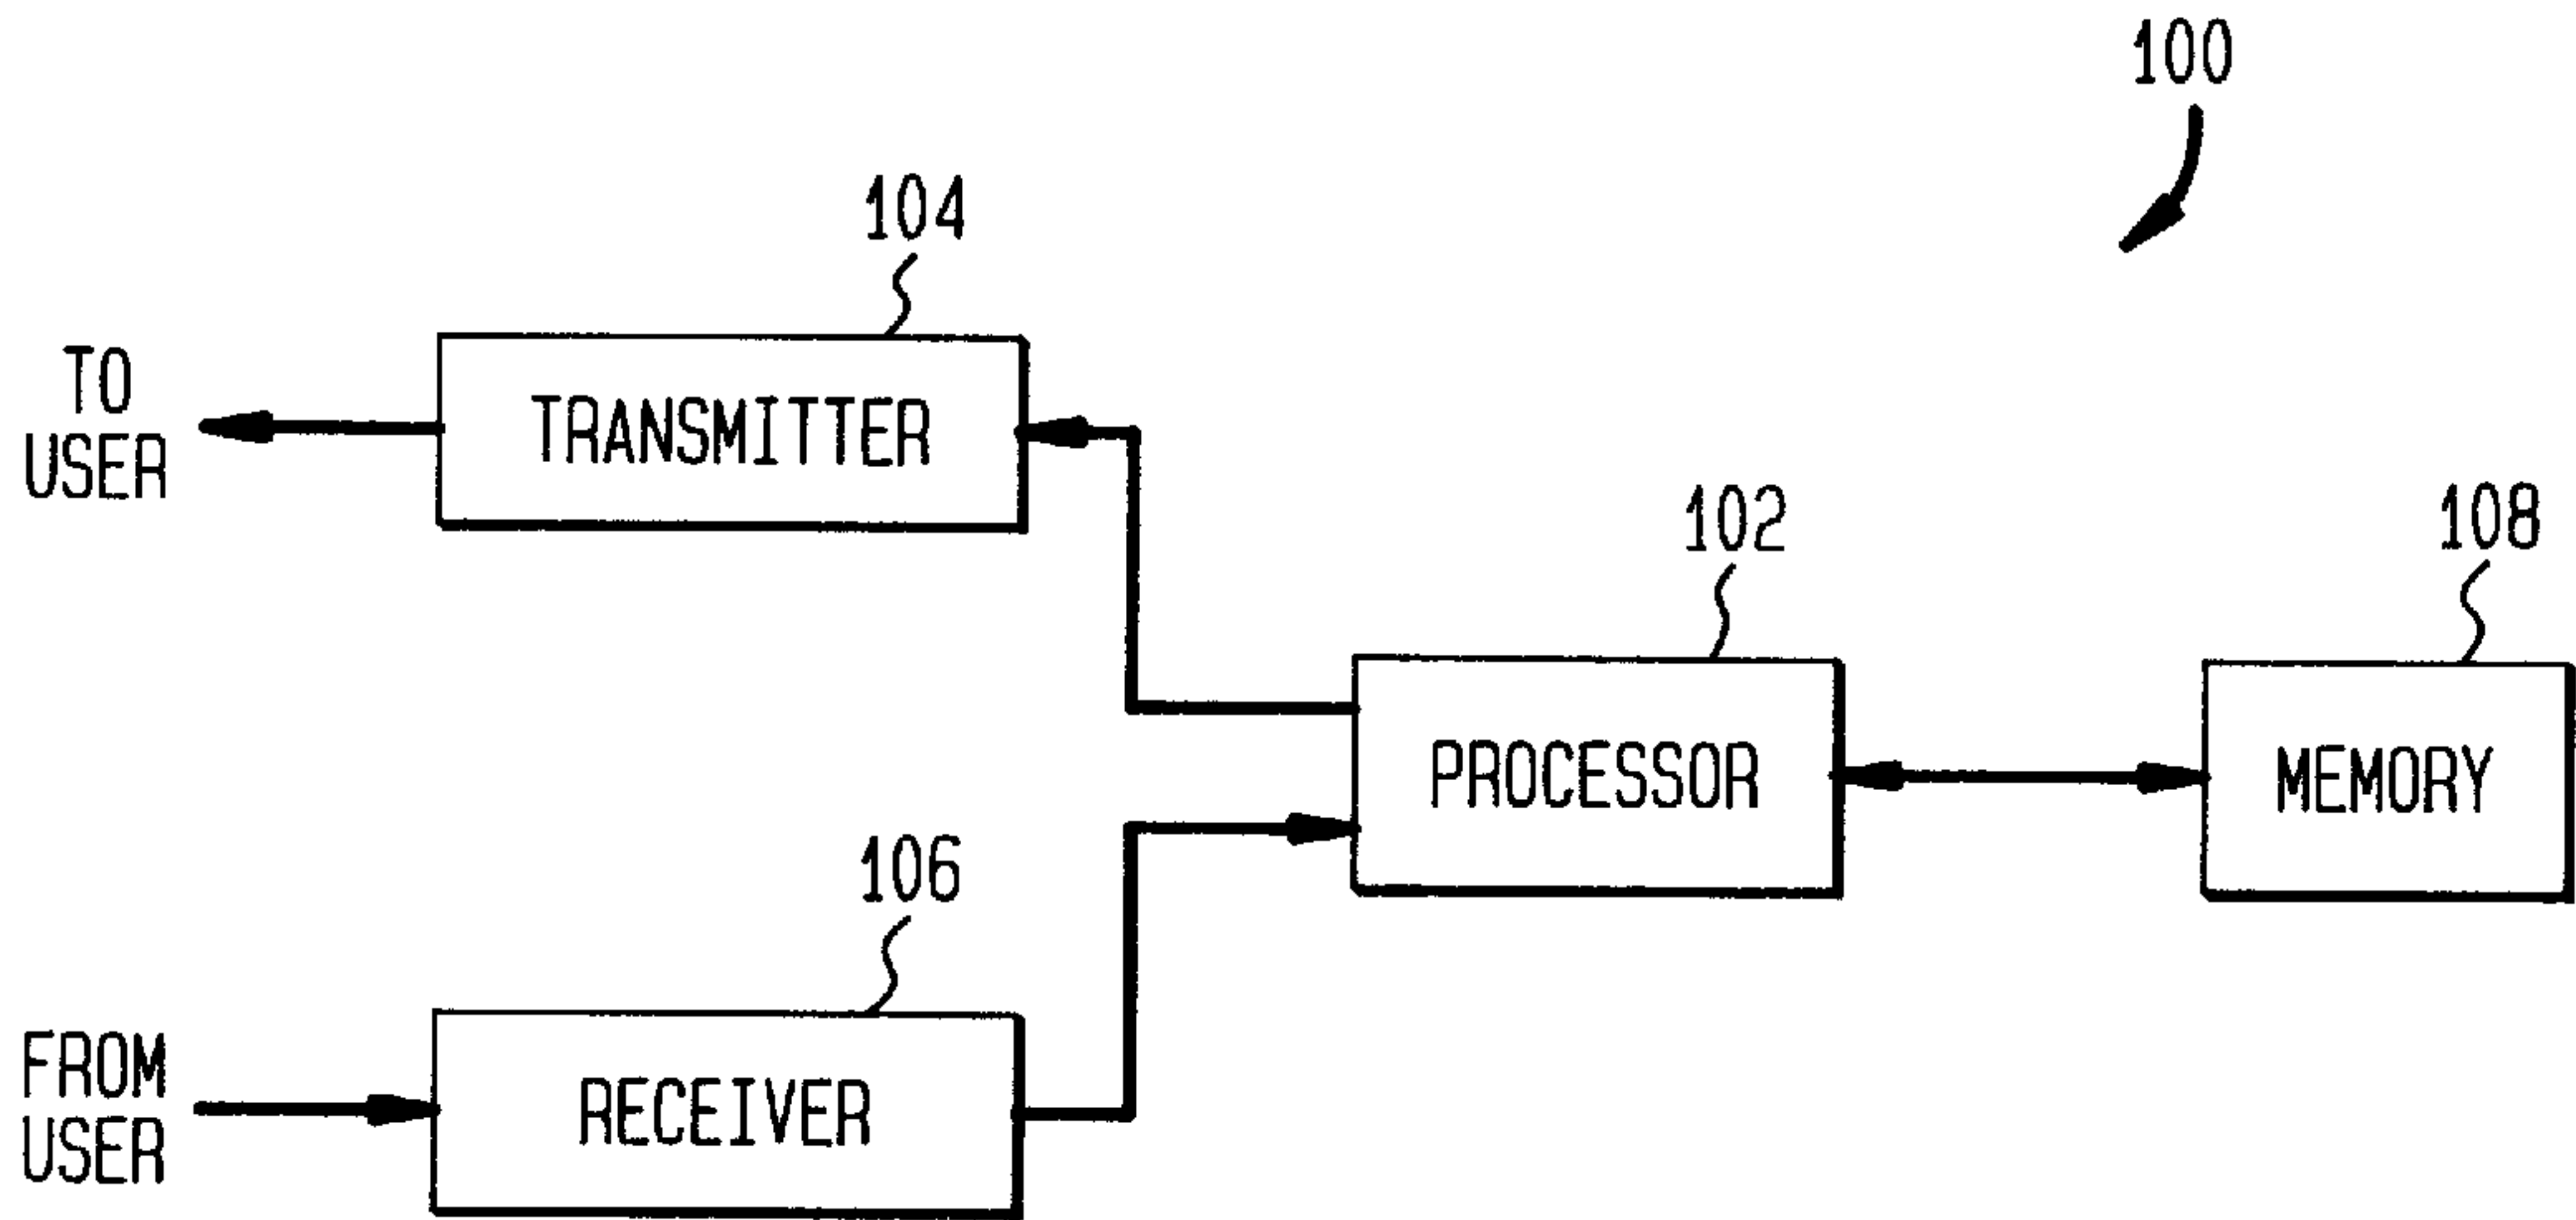 100
104
TO
USER
TRANSMITTER
102
108
PROCESSOR
MEMORY
106
FROM
USER
RECEIVER